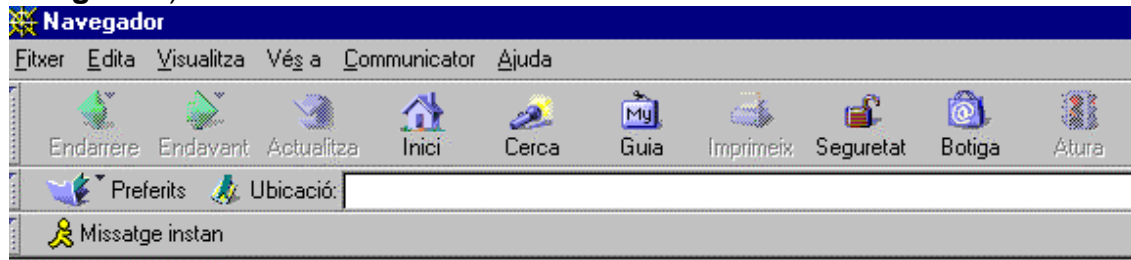 Navegador
Fitxer Edita Visualitza Vés a Communicator Ajuda
My
Endarrere Endavant Actualitza Inici Cerca Guia Imprimeix Seguretat Botiga Atura
Preferits Ubicació:
Missatge instan